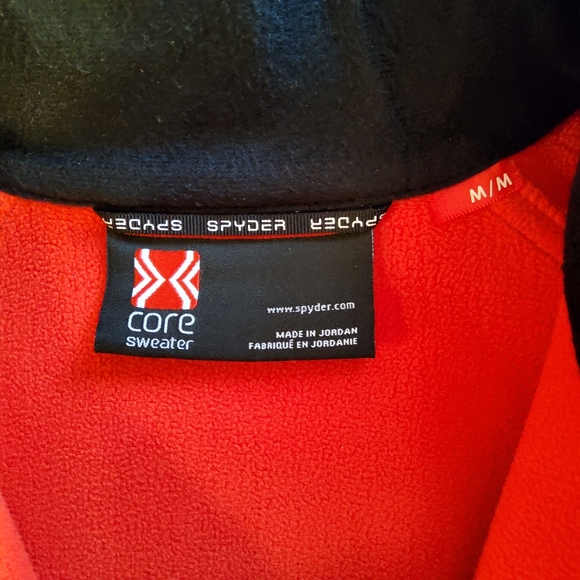 SPYDER SPYDER SPYDER
M/M
www.spyder.com
core
sweater
MADE IN JORDAN
FABRIQUÉ EN JORDANIE